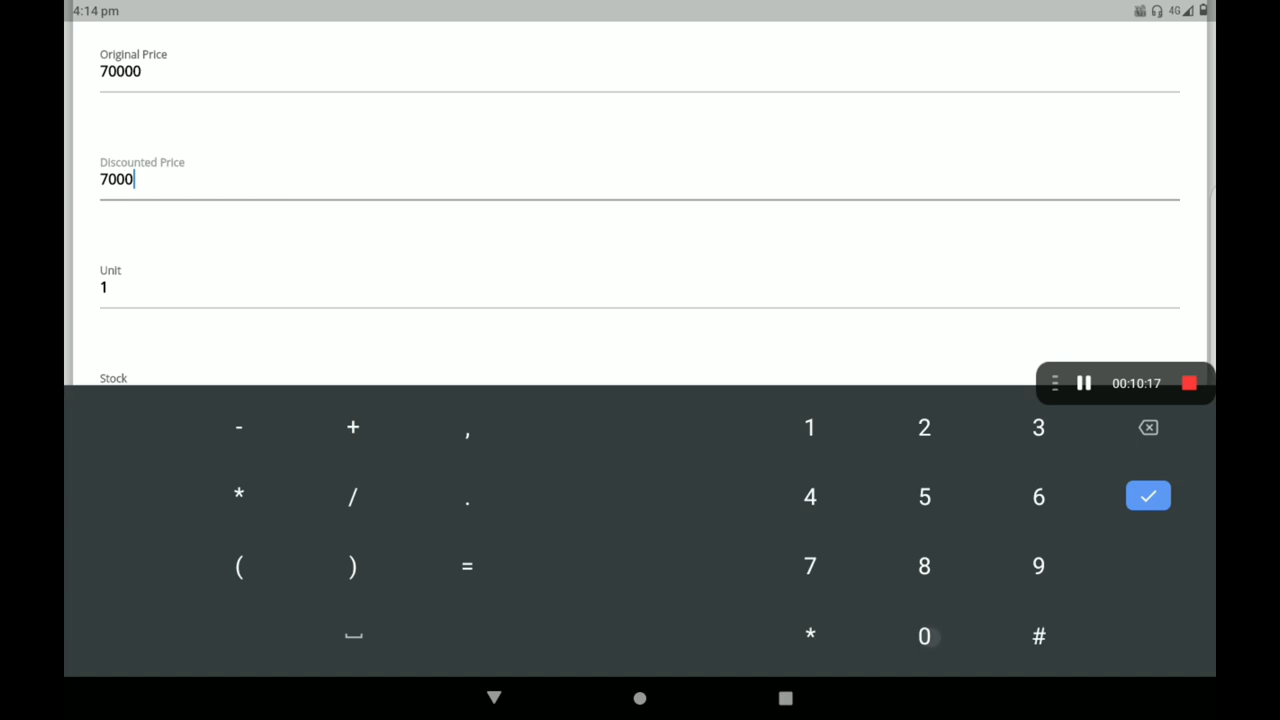 4:14 pm
4G
Original Price
70000
Discounted Price
7000
Unit
1
Stock
00:10:17
- + , 1 2 3
* / . 4 5 6
( ) = 7 8 9
* 0 #